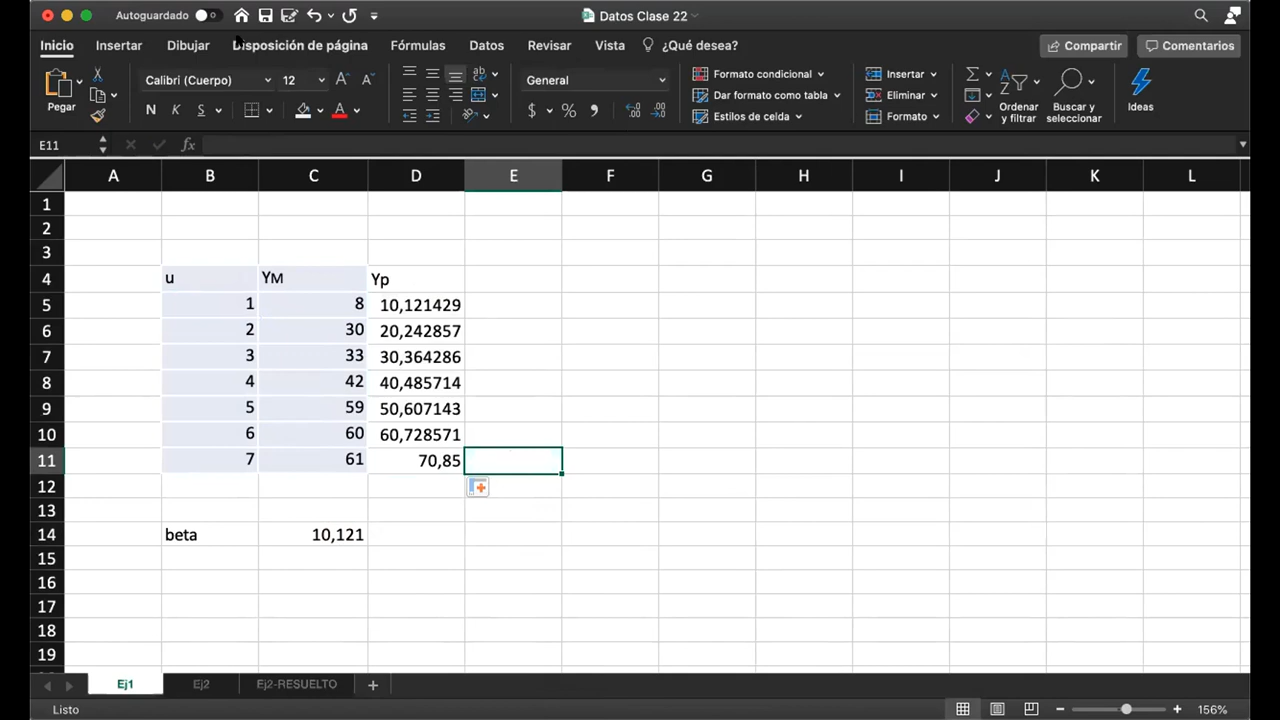 Autoguardado
Datos Clase 22
Inicio Insertar Dibujar Disposición de página Fórmulas Datos Revisar Vista ¿Qué desea? Compartir Comentarios
Pegar
Calibri (Cuerpo) 12 A A
N K S A
ab
General
$ % ,
Formato condicional
Dar formato como tabla
Estilos de celda
Insertar
Eliminar
Formato
Ordenar y filtrar
Buscar y seleccionar
Ideas
E11 fx
A B C D E F G H I J K L
1
2
3
4 u YM Yp
5 1 8 10,121429
6 2 30 20,242857
7 3 33 30,364286
8 4 42 40,485714
9 5 59 50,607143
10 6 60 60,728571
11 7 61 70,85
12
13
14 beta 10,121
15
16
17
18
19
Ej1 Ej2 Ej2-RESUELTO +
Listo 156%